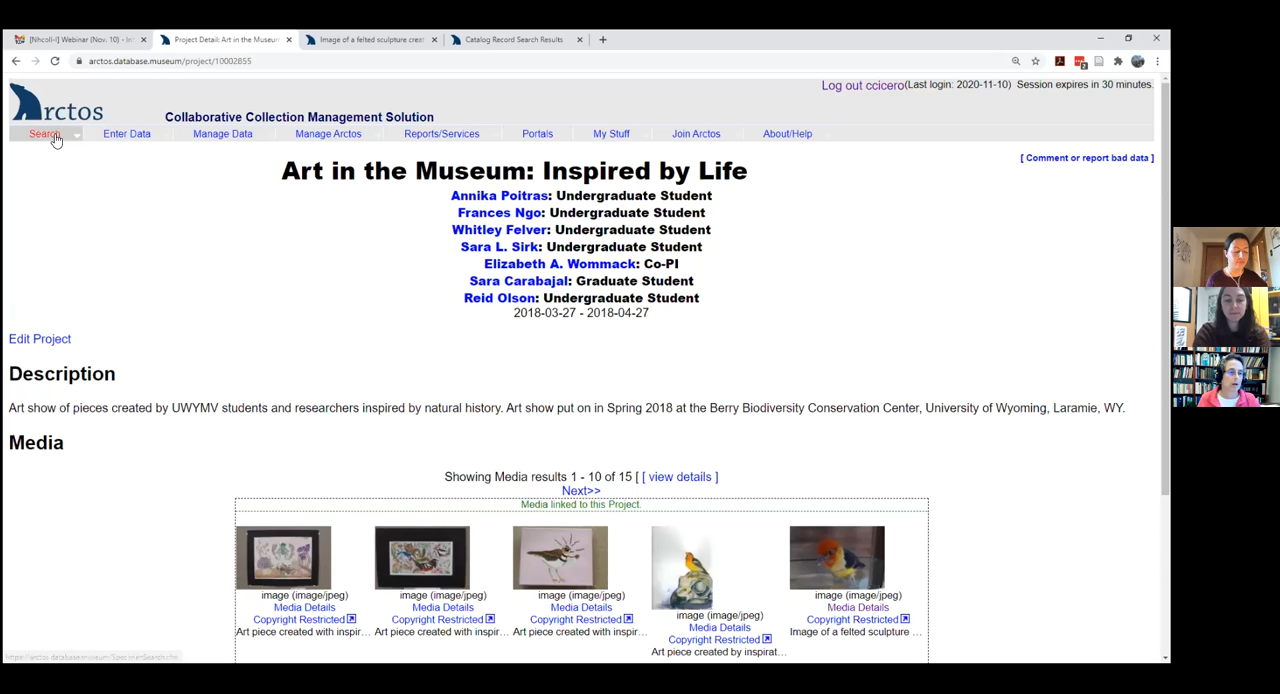 [Nhcoll-l] Webinar (Nov. 10) - Int
Project Detail: Art in the Museum
Image of a felted sculpture creat
Catalog Record Search Results
arctos.database.museum/project/10002855
Arctos
Collaborative Collection Management Solution
Log out ccicero(Last login: 2020-11-10) Session expires in 30 minutes.
Search
Enter Data
Manage Data
Manage Arctos
Reports/Services
Portals
My Stuff
Join Arctos
About/Help
[ Comment or report bad data ]
Art in the Museum: Inspired by Life
Annika Poitras: Undergraduate Student
Frances Ngo: Undergraduate Student
Whitley Felver: Undergraduate Student
Sara L. Sirk: Undergraduate Student
Elizabeth A. Wommack: Co-PI
Sara Carabajal: Graduate Student
Reid Olson: Undergraduate Student
2018-03-27 - 2018-04-27
Edit Project
Description
Art show of pieces created by UWYMV students and researchers inspired by natural history. Art show put on in Spring 2018 at the Berry Biodiversity Conservation Center, University of Wyoming, Laramie, WY.
Media
Showing Media results 1 - 10 of 15 [ [ view details ]
Next>>
Media linked to this Project.
image (image/jpeg)
Media Details
Copyright Restricted
Art piece created with inspir…
image (image/jpeg)
Media Details
Copyright Restricted
Art piece created with inspir…
image (image/jpeg)
Media Details
Copyright Restricted
Art piece created with inspir…
image (image/jpeg)
Media Details
Copyright Restricted
Art piece created by inspirat…
image (image/jpeg)
Media Details
Copyright Restricted
Image of a felted sculpture …
https://arctos.database.museum/SpecimenSearch.cfm